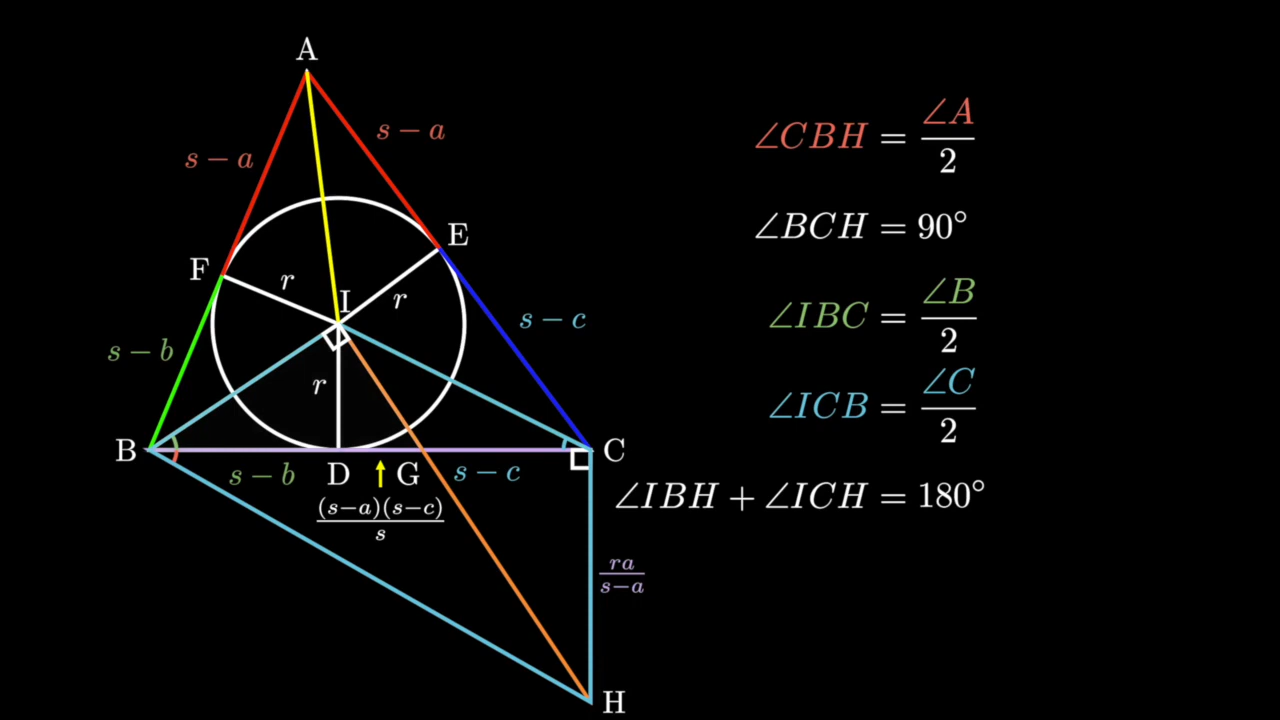 A
s − a
s − a
∠CBH = ∠A/2
∠BCH = 90°
E
F
r
I
r
∠IBC = ∠B/2
s − c
s − b
r
∠ICB = ∠C/2
B
C
s − b
D
G
s − c
(s−a)(s−c)/s
∠IBH + ∠ICH = 180°
ra/s−a
H